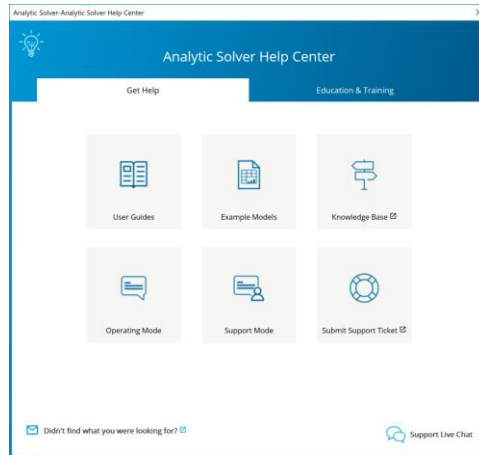 Analytic Solver-Analytic Solver Help Center
Analytic Solver Help Center
Get Help
Education & Training
User Guides
Example Models
Knowledge Base
Operating Mode
Support Mode
Submit Support Ticket
Didn't find what you were looking for?
Support Live Chat